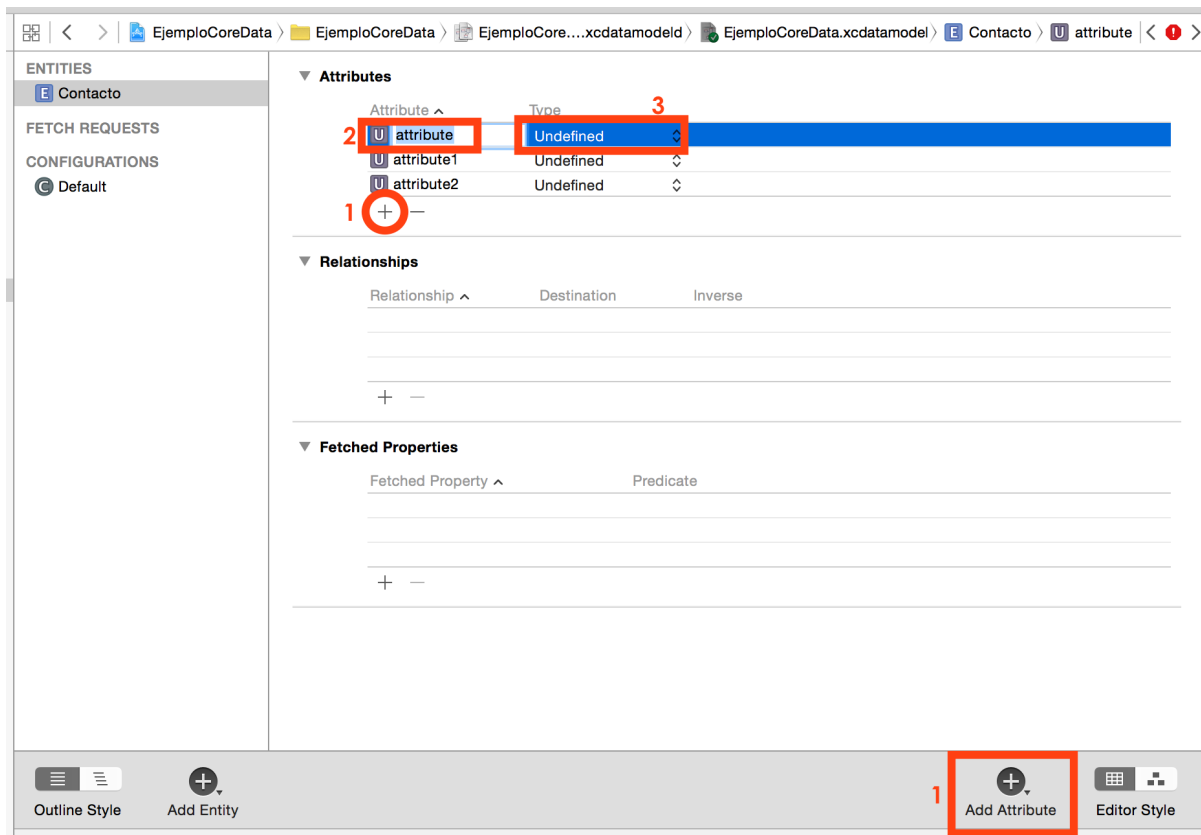 EjemploCoreData EjemploCoreData EjemploCore....xcdatamodeld EjemploCoreData.xcdatamodel E Contacto U attribute
ENTITIES
E Contacto
FETCH REQUESTS
CONFIGURATIONS
C Default
Attributes
Attribute Type 3
2 U attribute Undefined
U attribute1 Undefined
U attribute2 Undefined
1 + −
Relationships
Relationship Destination Inverse
+ −
Fetched Properties
Fetched Property Predicate
+ −
1
Outline Style Add Entity Add Attribute Editor Style